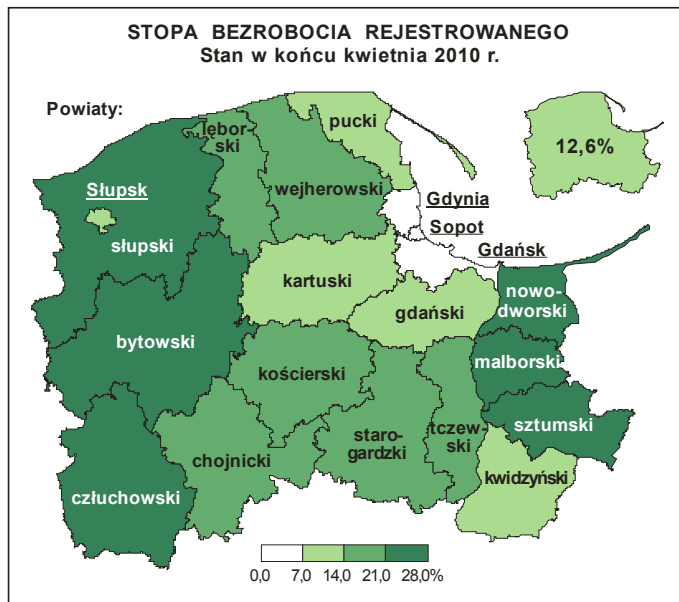 STOPA BEZROBOCIA REJESTROWANEGO
Stan w końcu kwietnia 2010 r.
Powiaty:
pucki
12,6%
lębor-
ski
wejherowski
Słupsk
Gdynia
Sopot
słupski
Gdańsk
kartuski
nowo-
dworski
gdański
bytowski
malborski
kościerski
staro-
gardzki
tczew-
ski
sztumski
chojnicki
człuchowski
kwidzyński
0,0 7,0 14,0 21,0 28,0%